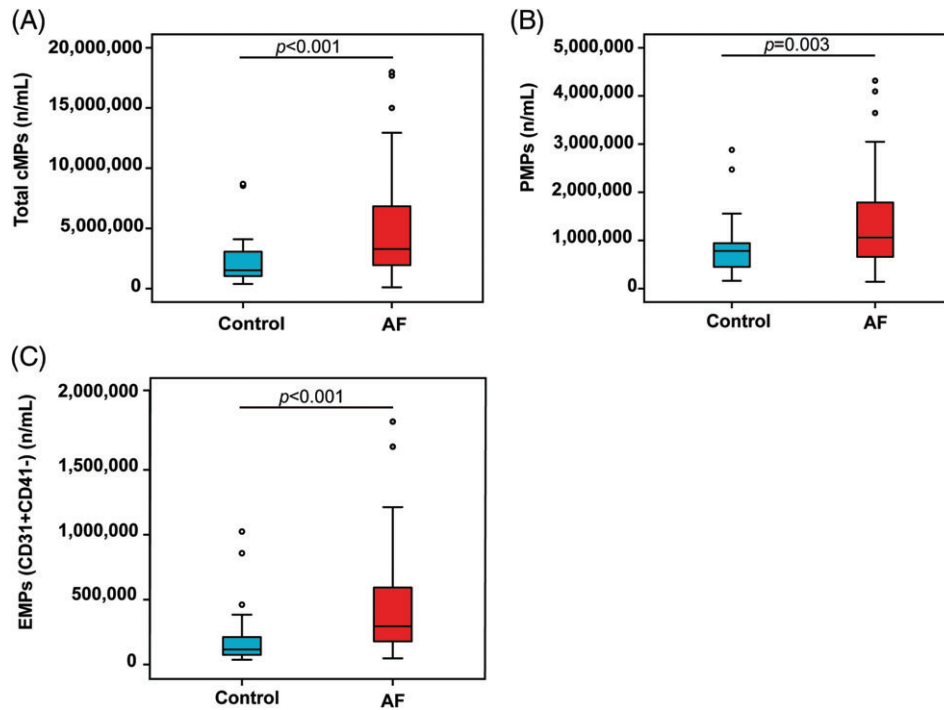 (A)
Total cMPs (n/mL)
20,000,000
15,000,000
10,000,000
5,000,000
0
p<0.001
Control
AF
(B)
PMPs (n/mL)
5,000,000
4,000,000
3,000,000
2,000,000
1,000,000
0
p=0.003
Control
AF
(C)
EMPs (CD31+CD41-) (n/mL)
2,000,000
1,500,000
1,000,000
500,000
0
p<0.001
Control
AF